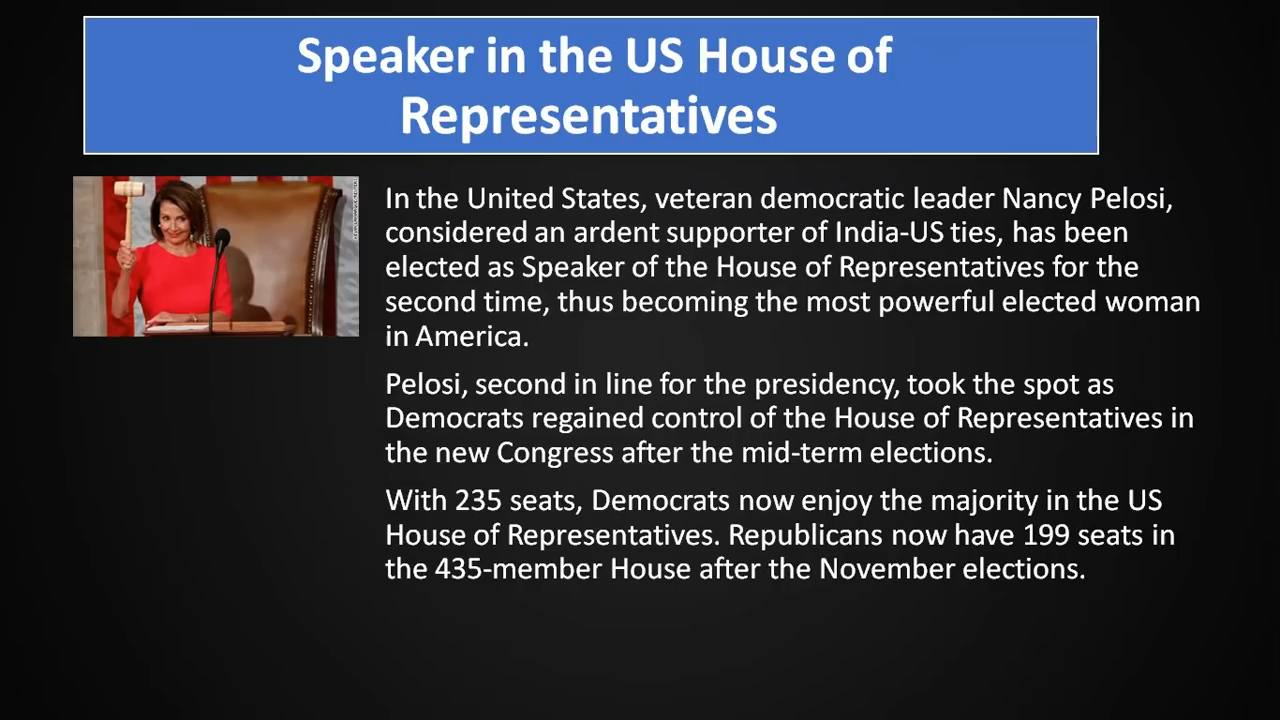 Speaker in the US House of
Representatives
In the United States, veteran democratic leader Nancy Pelosi,
considered an ardent supporter of India-US ties, has been
elected as Speaker of the House of Representatives for the
second time, thus becoming the most powerful elected woman
in America.
Pelosi, second in line for the presidency, took the spot as
Democrats regained control of the House of Representatives in
the new Congress after the mid-term elections.
With 235 seats, Democrats now enjoy the majority in the US
House of Representatives. Republicans now have 199 seats in
the 435-member House after the November elections.